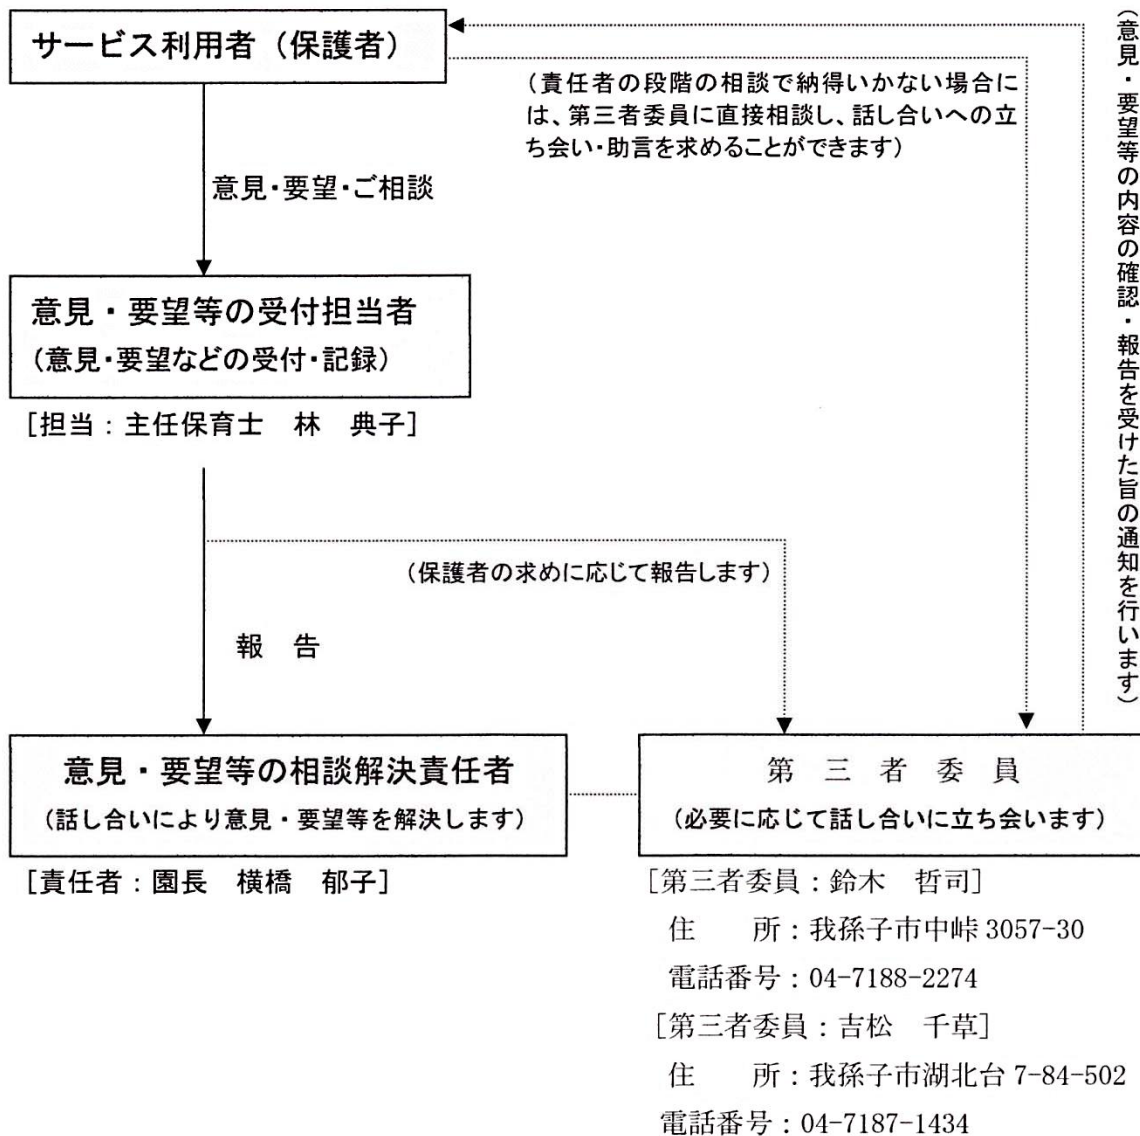 サービス利用者（保護者）
（責任者の段階の相談で納得いかない場合に
は、第三者委員に直接相談し、話し合いへの立
ち会い・助言を求めることができます）
（意見・要望等の内容の確認・報告を受けた旨の通知を行います）
意見・要望・ご相談
意見・要望等の受付担当者
（意見・要望などの受付・記録）
［担当：主任保育士　林　典子］
（保護者の求めに応じて報告します）
報　告
意見・要望等の相談解決責任者
（話し合いにより意見・要望等を解決します）
［責任者：園長　横橋　郁子］
第　三　者　委　員
（必要に応じて話し合いに立ち会います）
［第三者委員：鈴木　哲司］
住　　所：我孫子市中峠 3057-30
電話番号：04-7188-2274
［第三者委員：吉松　千草］
住　　所：我孫子市湖北台 7-84-502
電話番号：04-7187-1434